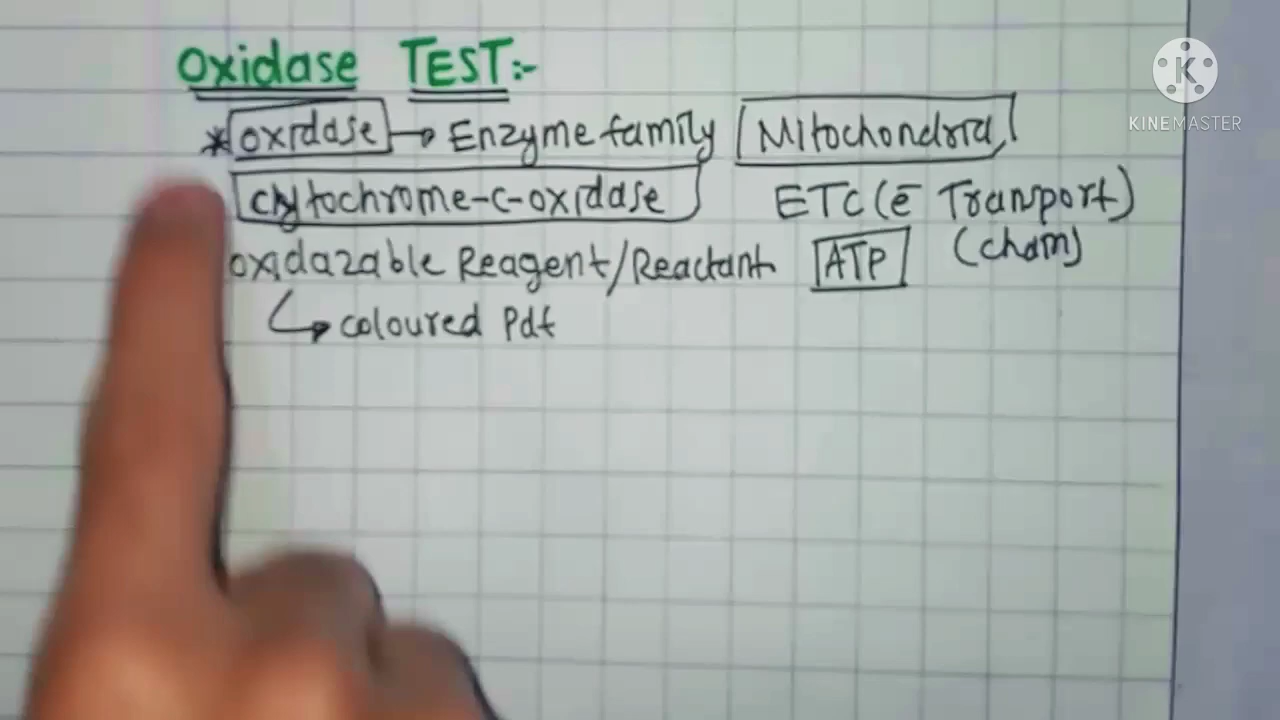 Oxidase TEST:-
*oxidase → Enzyme family Mitochondria
cytochrome-c-oxidase ETC (ē Transport)
(chain)
oxidazable Reagent/Reactant ATP
↳ coloured Pdt
K
KINEMASTER